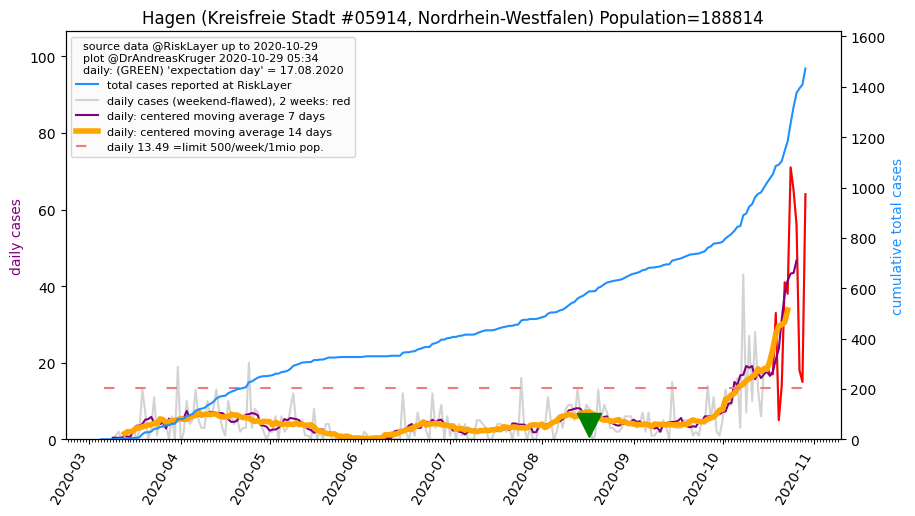 Hagen (Kreisfreie Stadt #05914, Nordrhein-Westfalen) Population=188814
source data @RiskLayer up to 2020-10-29
plot @DrAndreasKruger 2020-10-29 05:34
daily: (GREEN) 'expectation day' = 17.08.2020
total cases reported at RiskLayer
daily cases (weekend-flawed), 2 weeks: red
daily: centered moving average 7 days
daily: centered moving average 14 days
daily 13.49 =limit 500/week/1mio pop.
daily cases
100
80
60
40
20
0
cumulative total cases
1600
1400
1200
1000
800
600
400
200
0
2020-03
2020-04
2020-05
2020-06
2020-07
2020-08
2020-09
2020-10
2020-11